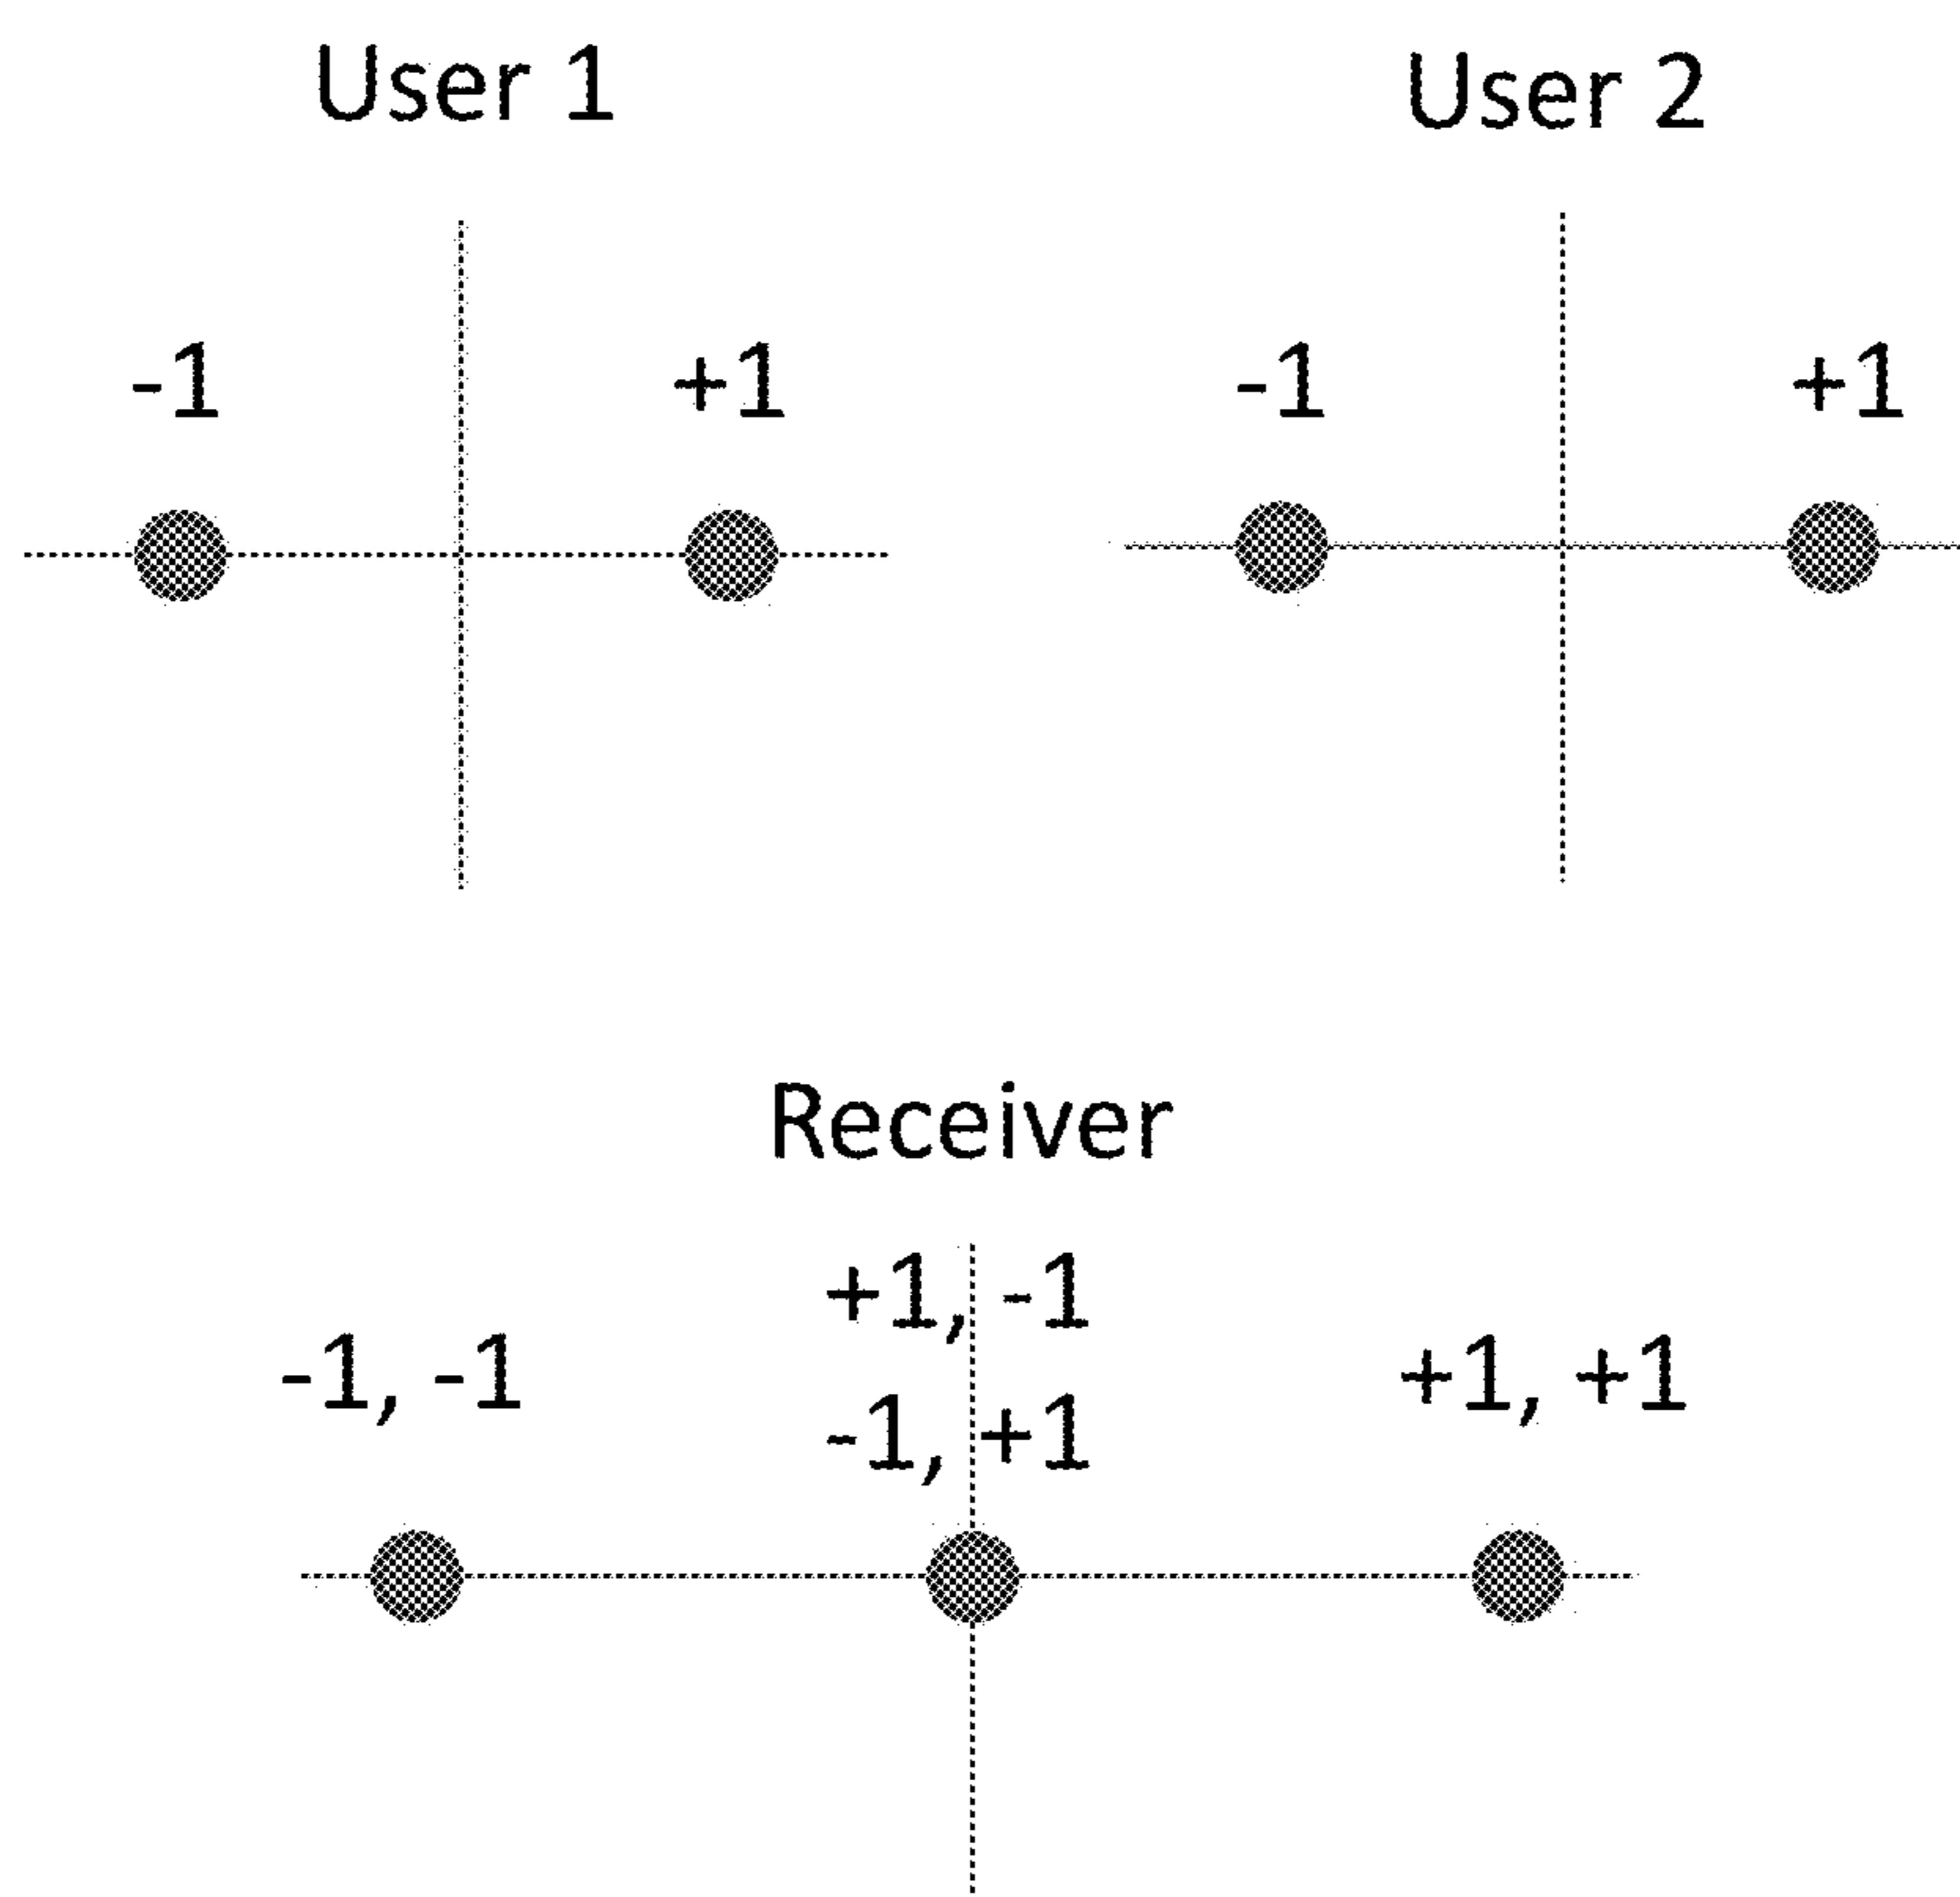 User 1
User 2
-1
+1
-1
+1
Receiver
+1, -1
-1, -1
-1, +1
+1, +1